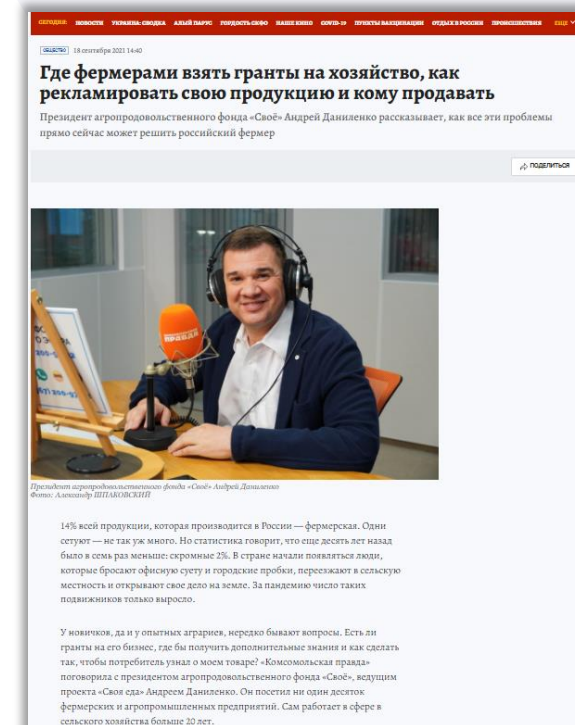 СЕГОДНЯ: НОВОСТИ УКРАИНА: СВОДКА АЛЫЙ ПАРУС ГОРДОСТЬ СКФО НАШЕ КИНО COVID-19 ПУНКТЫ ВАКЦИНАЦИИ ОТДЫХ В РОССИИ ПРОИСШЕСТВИЯ ЕЩЕ
ОБЩЕСТВО 18 сентября 2021 14:40
Где фермерами взять гранты на хозяйство, как
рекламировать свою продукцию и кому продавать
Президент агропродовольственного фонда «Своё» Андрей Даниленко рассказывает, как все эти проблемы
прямо сейчас может решить российский фермер
ПОДЕЛИТЬСЯ
ПРАВДА
Президент агропродовольственного фонда «Своё» Андрей Даниленко
Фото: Александр ШПАКОВСКИЙ
14% всей продукции, которая производится в России — фермерская. Одни
сетуют — не так уж много. Но статистика говорит, что еще десять лет назад
было в семь раз меньше: скромные 2%. В стране начали появляться люди,
которые бросают офисную суету и городские пробки, переезжают в сельскую
местность и открывают свое дело на земле. За пандемию число таких
подвижников только выросло.
У новичков, да и у опытных аграриев, нередко бывают вопросы. Есть ли
гранты на его бизнес, где бы получить дополнительные знания и как сделать
так, чтобы потребитель узнал о моем товаре? «Комсомольская правда»
поговорила с президентом агропродовольственного фонда «Своё», ведущим
проекта «Своя еда» Андреем Даниленко. Он посетил ни один десяток
фермерских и агропромышленных предприятий. Сам работает в сфере в
сельского хозяйства больше 20 лет.